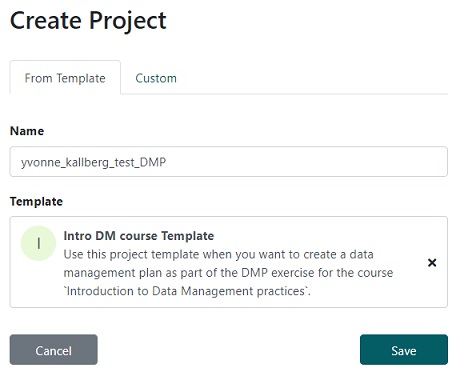 Create Project
From Template Custom
Name
yvonne_kallberg_test_DMP
Template
I
Intro DM course Template
Use this project template when you want to create a data
management plan as part of the DMP exercise for the course
`Introduction to Data Management practices`.
Cancel Save